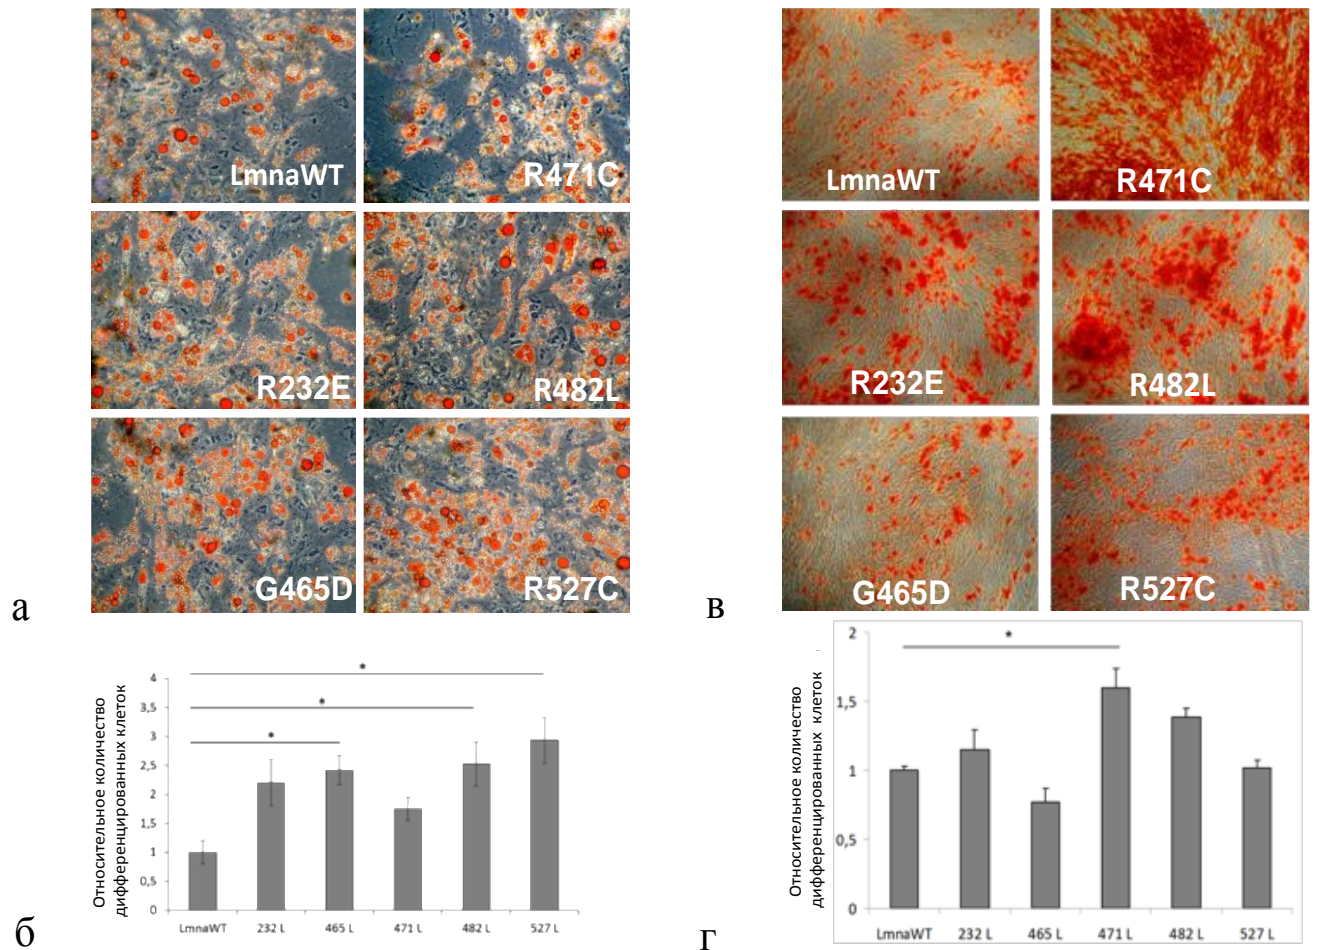 LmnaWT
R471C
R232E
R482L
G465D
R527C
а
LmnaWT
R471C
R232E
R482L
G465D
R527C
в
Относительное количество
дифференцированных клеток
4
3,5
3
2,5
2
1,5
1
0,5
0
*
*
*
LmnaWT 232 L 465 L 471 L 482 L 527 L
б
Относительное количество
дифференцированных клеток
2
1,5
1
0,5
0
*
LmnaWT 232 L 465 L 471 L 482 L 527 L
г